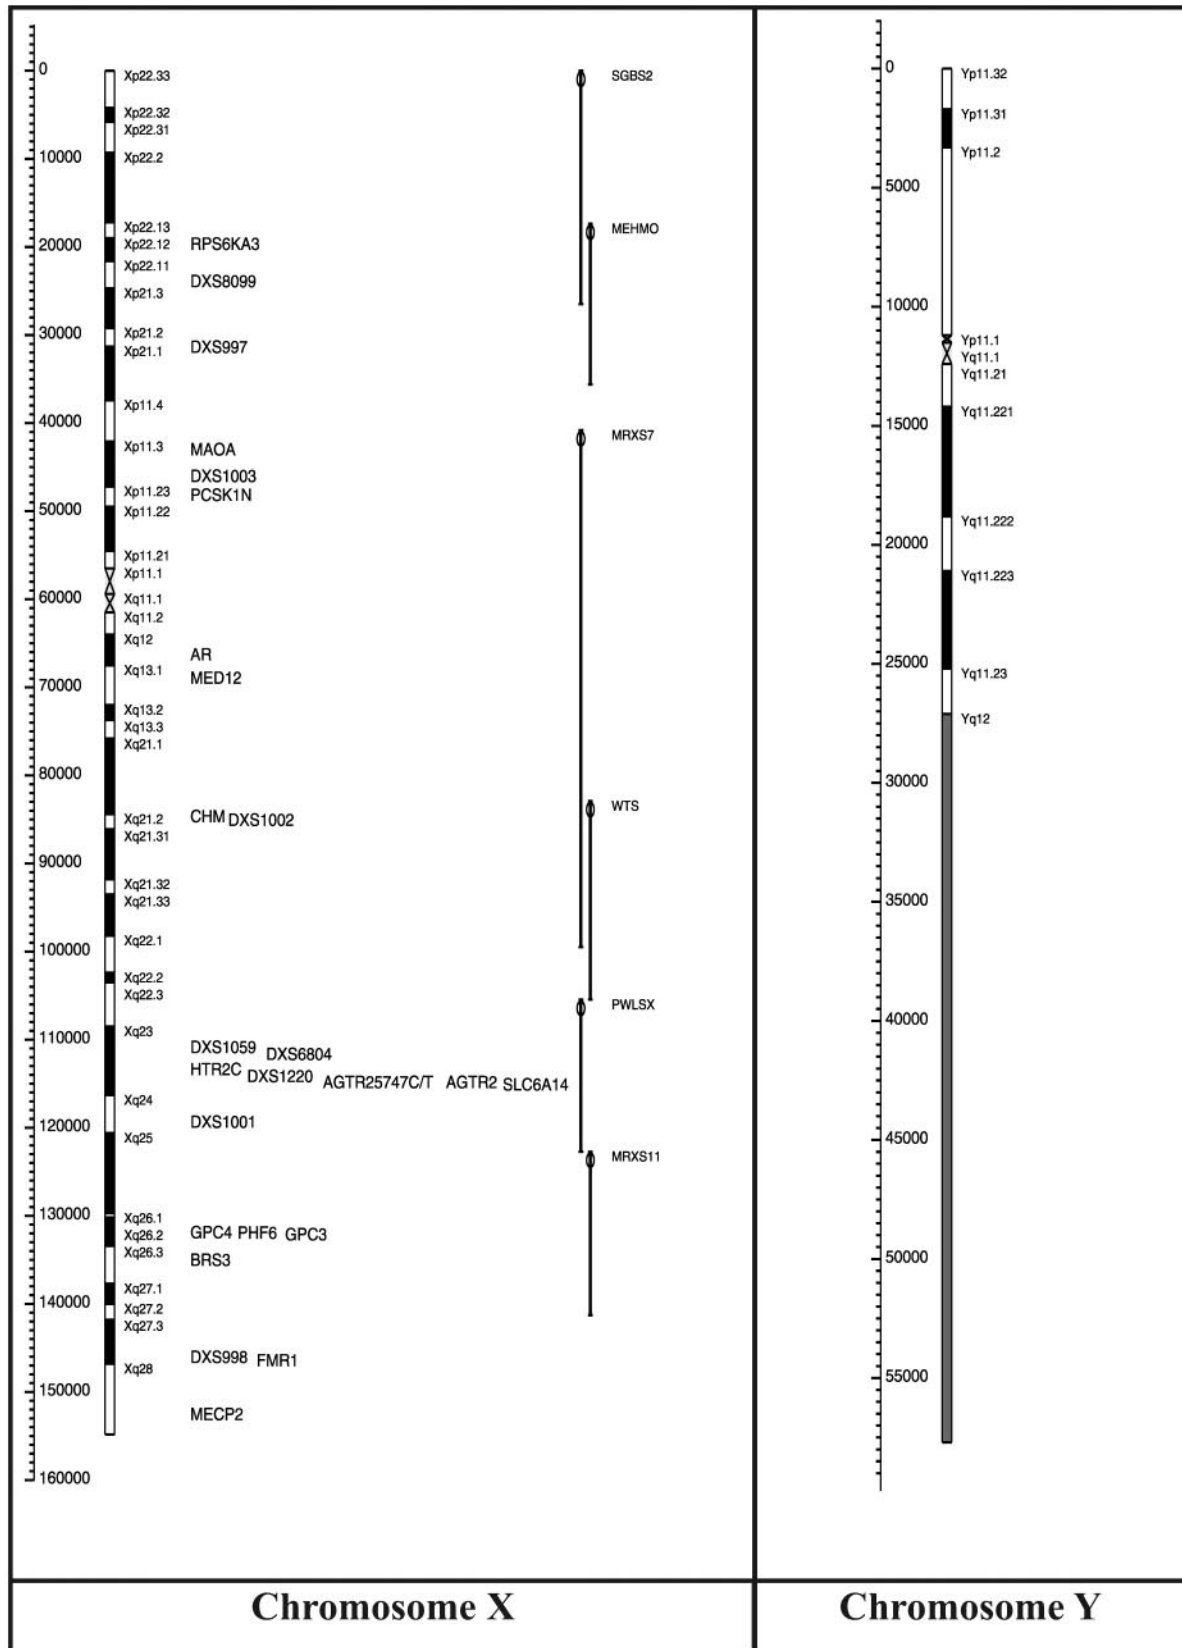 0
Xp22.33
SGBS2
Xp22.32
Xp22.31
10000
Xp22.2
Xp22.13
MEHMO
20000
Xp22.12
RPS6KA3
Xp22.11
DXS8099
Xp21.3
30000
Xp21.2
Xp21.1
DXS997
Xp11.4
40000
MRXS7
Xp11.3
MAOA
DXS1003
Xp11.23
PCSK1N
50000
Xp11.22
Xp11.21
Xp11.1
60000
Xq11.1
Xq11.2
Xq12
AR
Xq13.1
MED12
70000
Xq13.2
Xq13.3
Xq21.1
80000
WTS
Xq21.2
CHM DXS1002
Xq21.31
90000
Xq21.32
Xq21.33
Xq22.1
100000
Xq22.2
Xq22.3
PWLSX
Xq23
110000
DXS1059 DXS6804
HTR2C DXS1220 AGTR25747C/T AGTR2 SLC6A14
Xq24
120000
DXS1001
Xq25
MRXS11
130000
Xq26.1
Xq26.2
GPC4 PHF6 GPC3
Xq26.3
BRS3
Xq27.1
140000
Xq27.2
Xq27.3
DXS998 FMR1
Xq28
150000
MECP2
160000
Chromosome X
0
Yp11.32
Yp11.31
Yp11.2
5000
10000
Yp11.1
Yq11.1
Yq11.21
Yq11.221
15000
Yq11.222
20000
Yq11.223
25000
Yq11.23
Yq12
30000
35000
40000
45000
50000
55000
Chromosome Y